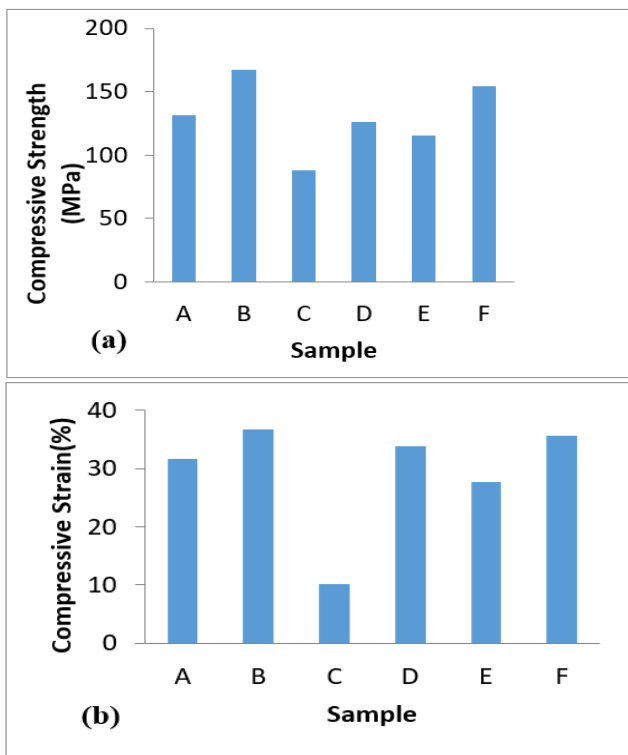 200
150
100
50
0
Compressive Strength
(MPa)
A B C D E F
(a)
Sample
40
30
20
10
0
Compressive Strain(%)
A B C D E F
(b)
Sample